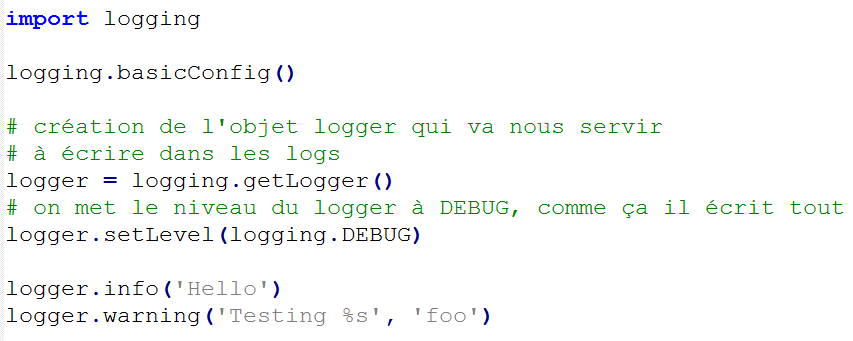 import logging
logging.basicConfig()
# création de l'objet logger qui va nous servir
# à écrire dans les logs
logger = logging.getLogger()
# on met le niveau du logger à DEBUG, comme ça il écrit tout
logger.setLevel(logging.DEBUG)
logger.info('Hello')
logger.warning('Testing %s', 'foo')